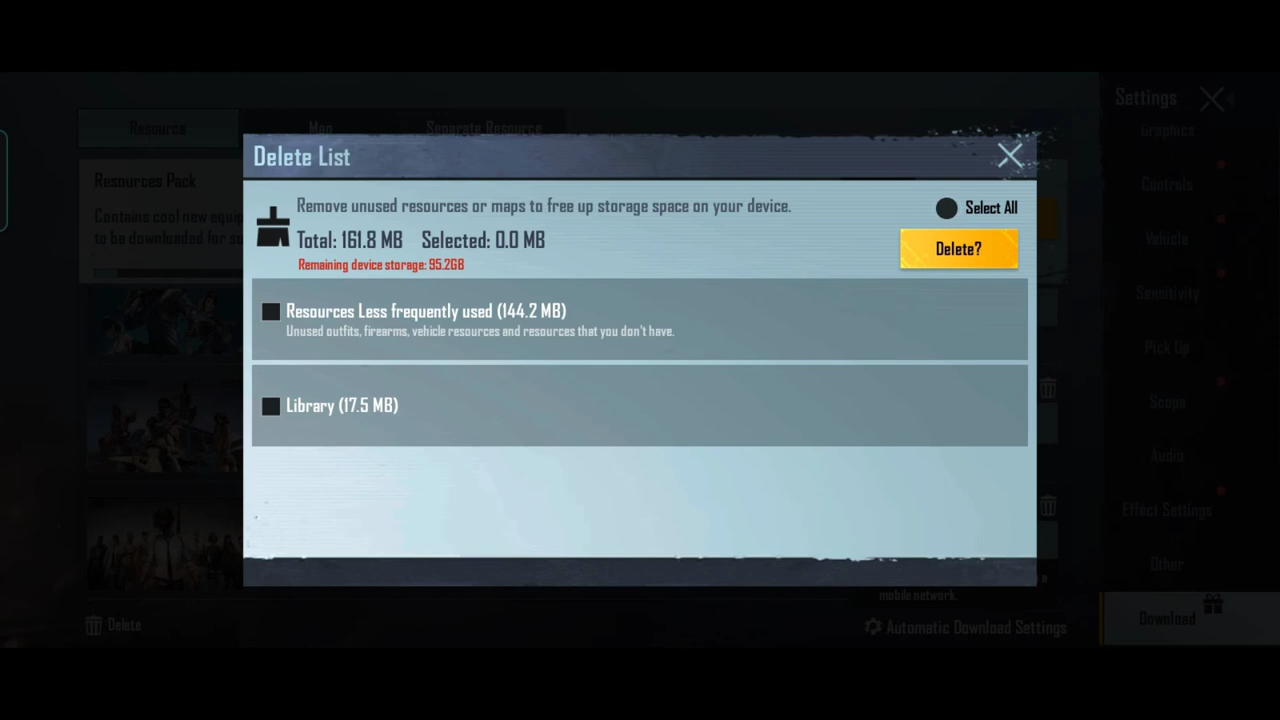 Settings
Resource
Map
Separate Resource
Graphics
Delete List
Resources Pack
Contains cool new equip
to be downloaded for
Controls
Remove unused resources or maps to free up storage space on your device.
Select All
Total: 161.8 MB Selected: 0.0 MB
Vehicle
Delete?
Remaining device storage: 95.2GB
Sensitivity
Resources Less frequently used (144.2 MB)
Unused outfits, firearms, vehicle resources and resources that you don't have.
Pick Up
Library (17.5 MB)
Scope
Audio
Effect Settings
Other
mobile network.
Delete
Automatic Download Settings
Download